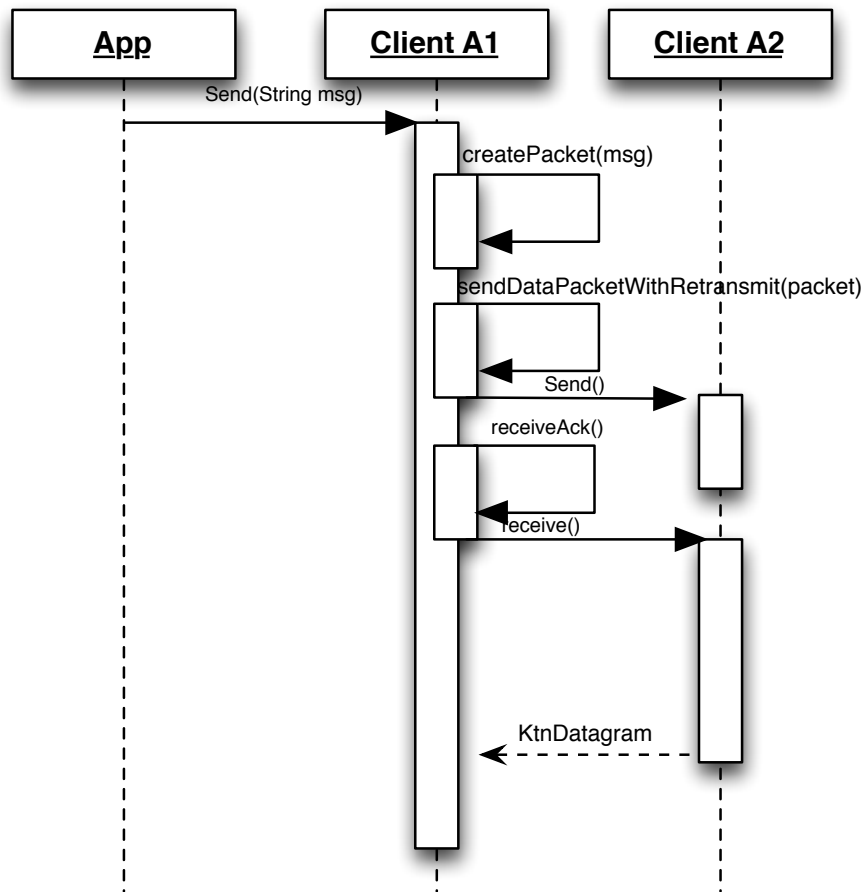 App
Client A1
Client A2
Send(String msg)
createPacket(msg)
sendDataPacketWithRetransmit(packet)
Send()
receiveAck()
receive()
KtnDatagram